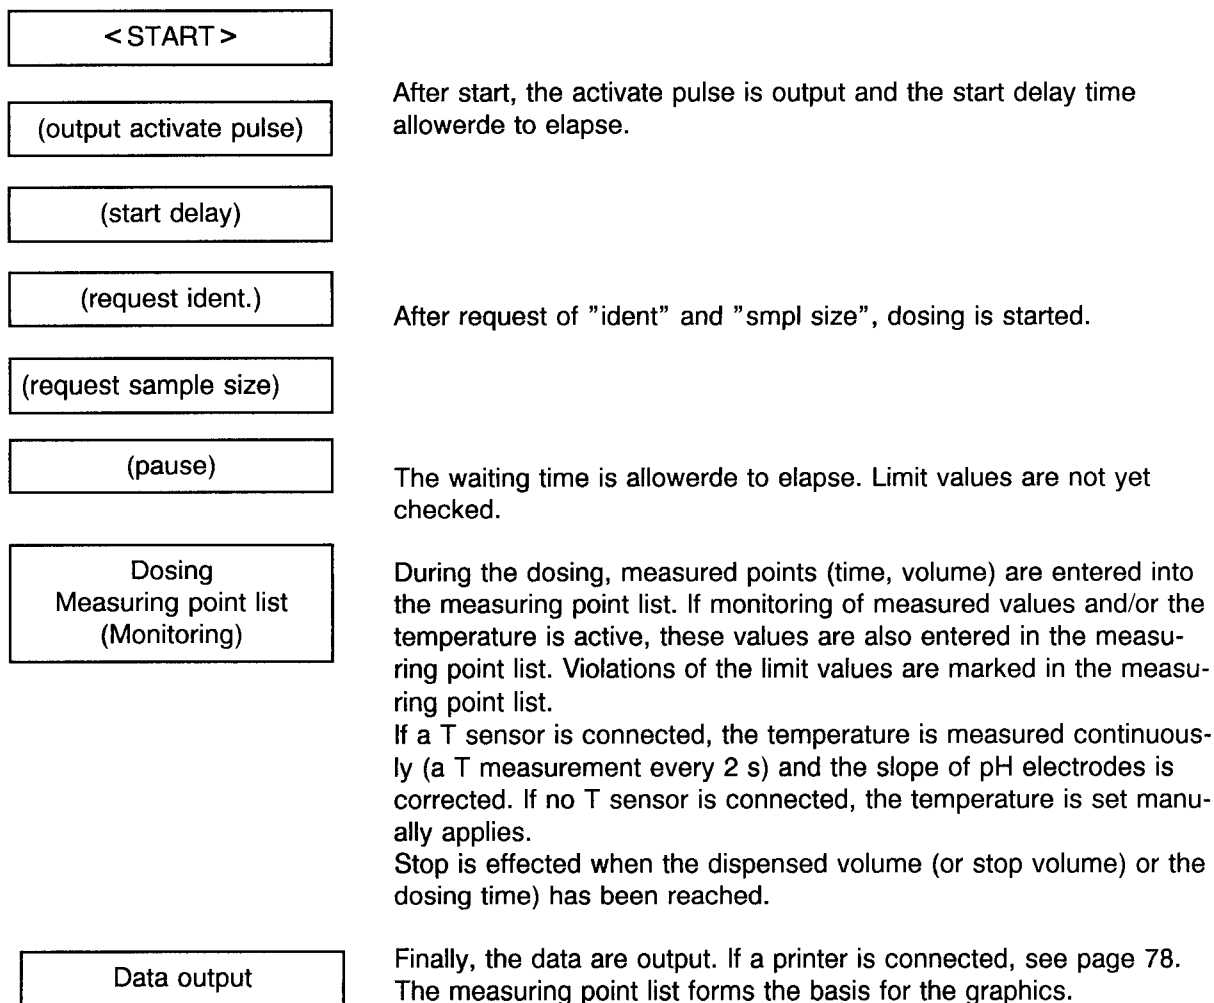 <START>
After start, the activate pulse is output and the start delay time
(output activate pulse)
allowerde to elapse.
(start delay)
(request ident.)
After request of "ident" and "smpl size", dosing is started.
(request sample size)
(pause)
The waiting time is allowerde to elapse. Limit values are not yet
checked.
Dosing
Measuring point list
(Monitoring)
During the dosing, measured points (time, volume) are entered into
the measuring point list. If monitoring of measured values and/or the
temperature is active, these values are also entered in the measu-
ring point list. Violations of the limit values are marked in the measu-
ring point list.
If a T sensor is connected, the temperature is measured continuous-
ly (a T measurement every 2 s) and the slope of pH electrodes is
corrected. If no T sensor is connected, the temperature is set manu-
ally applies.
Stop is effected when the dispensed volume (or stop volume) or the
dosing time) has been reached.
Data output
Finally, the data are output. If a printer is connected, see page 78.
The measuring point list forms the basis for the graphics.